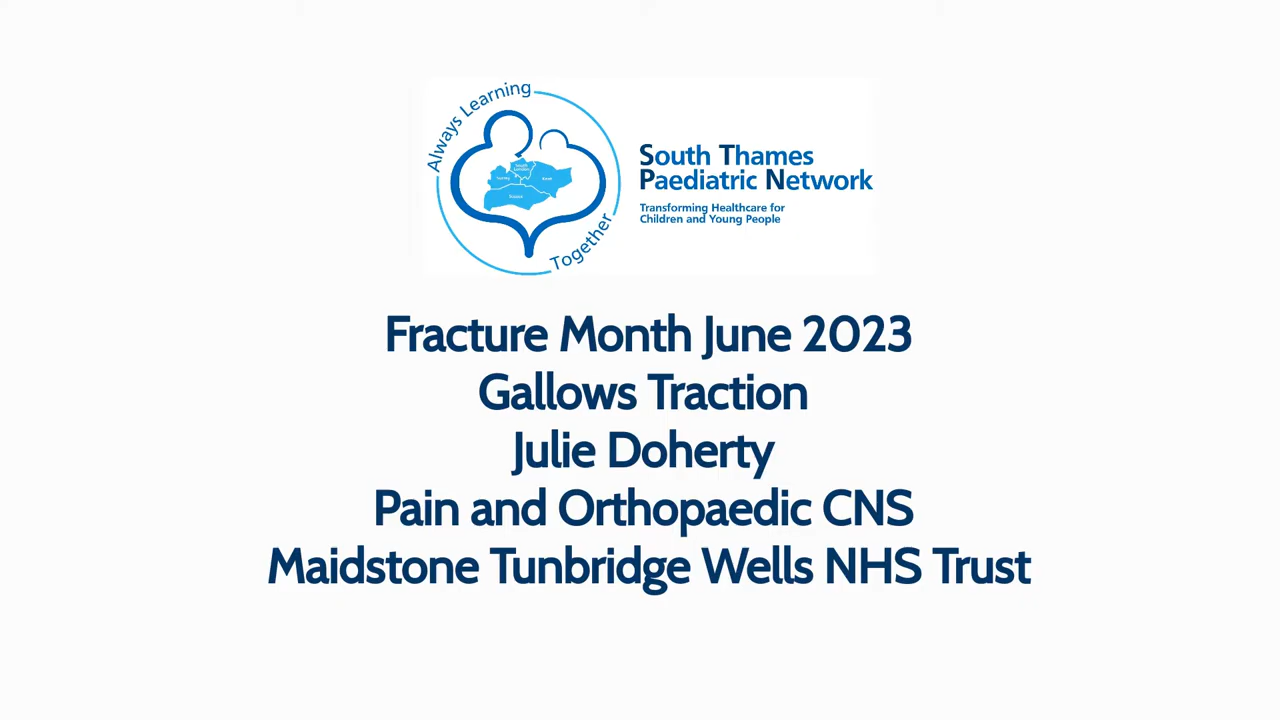 Always Learning
Together
South Thames
Paediatric Network
Transforming Healthcare for
Children and Young People
Fracture Month June 2023
Gallows Traction
Julie Doherty
Pain and Orthopaedic CNS
Maidstone Tunbridge Wells NHS Trust